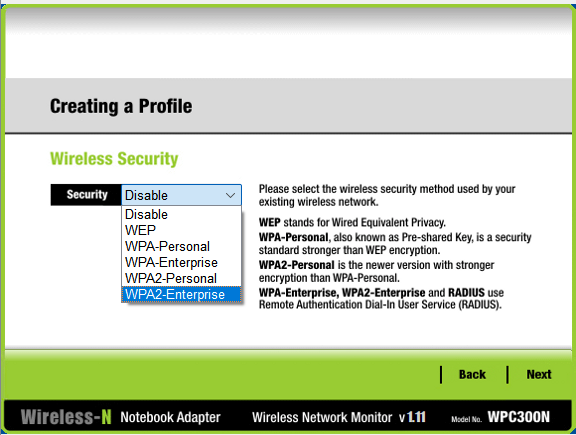 Creating a Profile
Wireless Security
Security
Disable
Disable
WEP
WPA-Personal
WPA-Enterprise
WPA2-Personal
WPA2-Enterprise
Please select the wireless security method used by your
existing wireless network.
WEP stands for Wired Equivalent Privacy.
WPA-Personal, also known as Pre-shared Key, is a security
standard stronger than WEP encryption.
WPA2-Personal is the newer version with stronger
encryption than WPA-Personal.
WPA-Enterprise, WPA2-Enterprise and RADIUS use
Remote Authentication Dial-In User Service (RADIUS).
Back
Next
Wireless-N Notebook Adapter Wireless Network Monitor v1.11 Model No. WPC300N